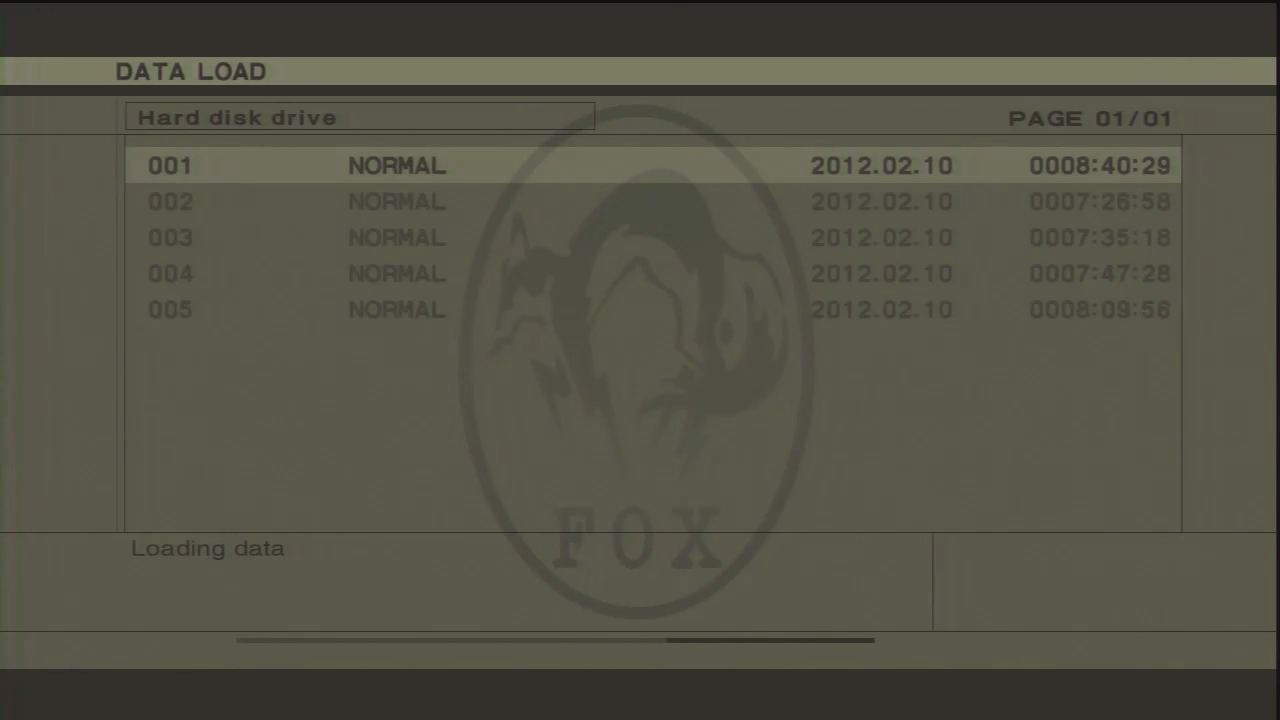 DATA LOAD
Hard disk drive PAGE 01/01
001 NORMAL 2012.02.10 0008:40:29
002 NORMAL 2012.02.10 0007:26:58
003 NORMAL 2012.02.10 0007:35:18
004 NORMAL 2012.02.10 0007:47:28
005 NORMAL 2012.02.10 0008:09:56
FOX
Loading data